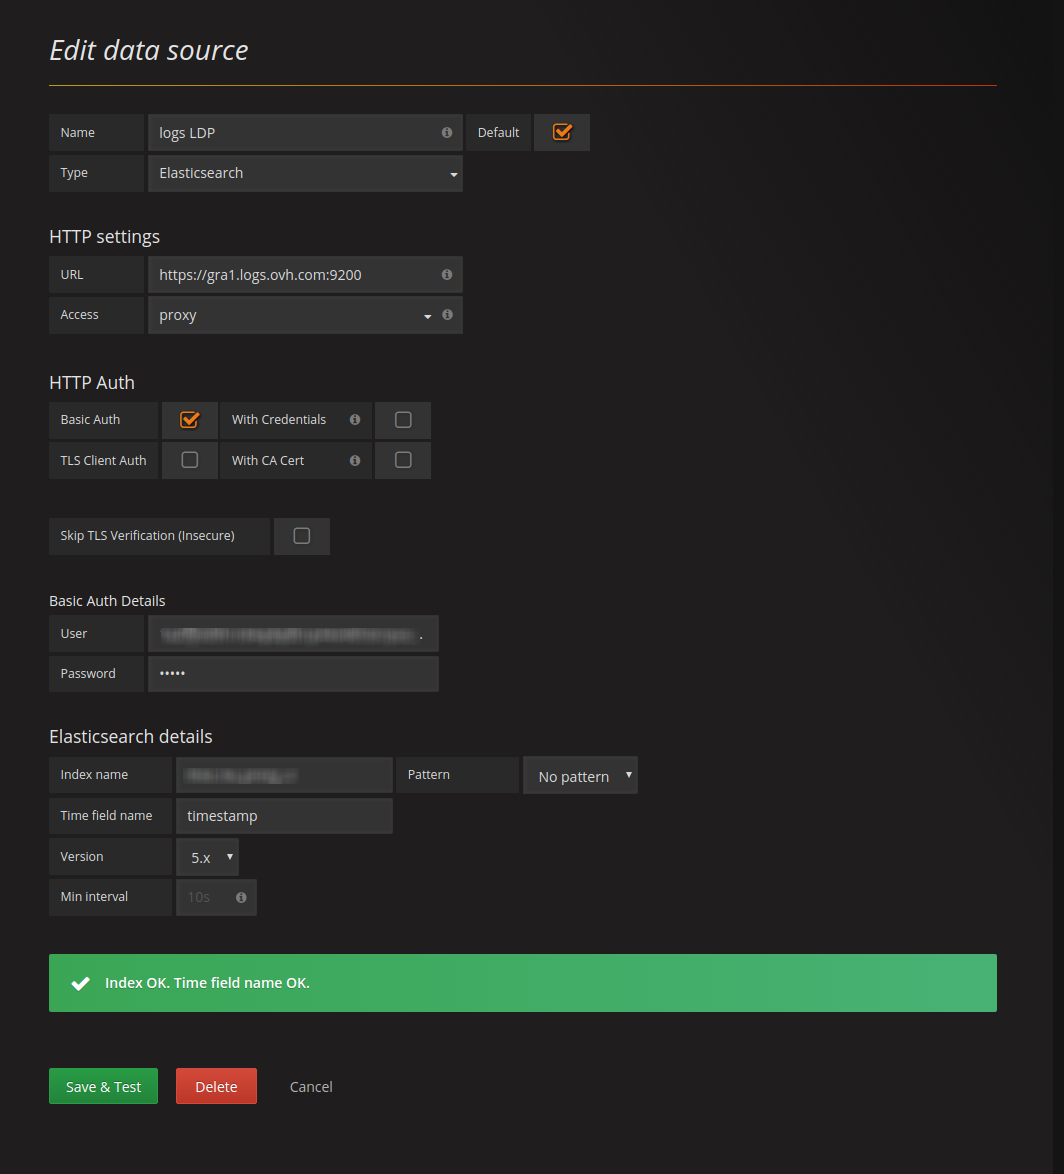 Edit data source
Name logs LDP Default
Type Elasticsearch
HTTP settings
URL https://gra1.logs.ovh.com:9200
Access proxy
HTTP Auth
Basic Auth With Credentials
TLS Client Auth With CA Cert
Skip TLS Verification (Insecure)
Basic Auth Details
User
Password •••••
Elasticsearch details
Index name Pattern No pattern
Time field name timestamp
Version 5.x
Min interval 10s
Index OK. Time field name OK.
Save & Test Delete Cancel